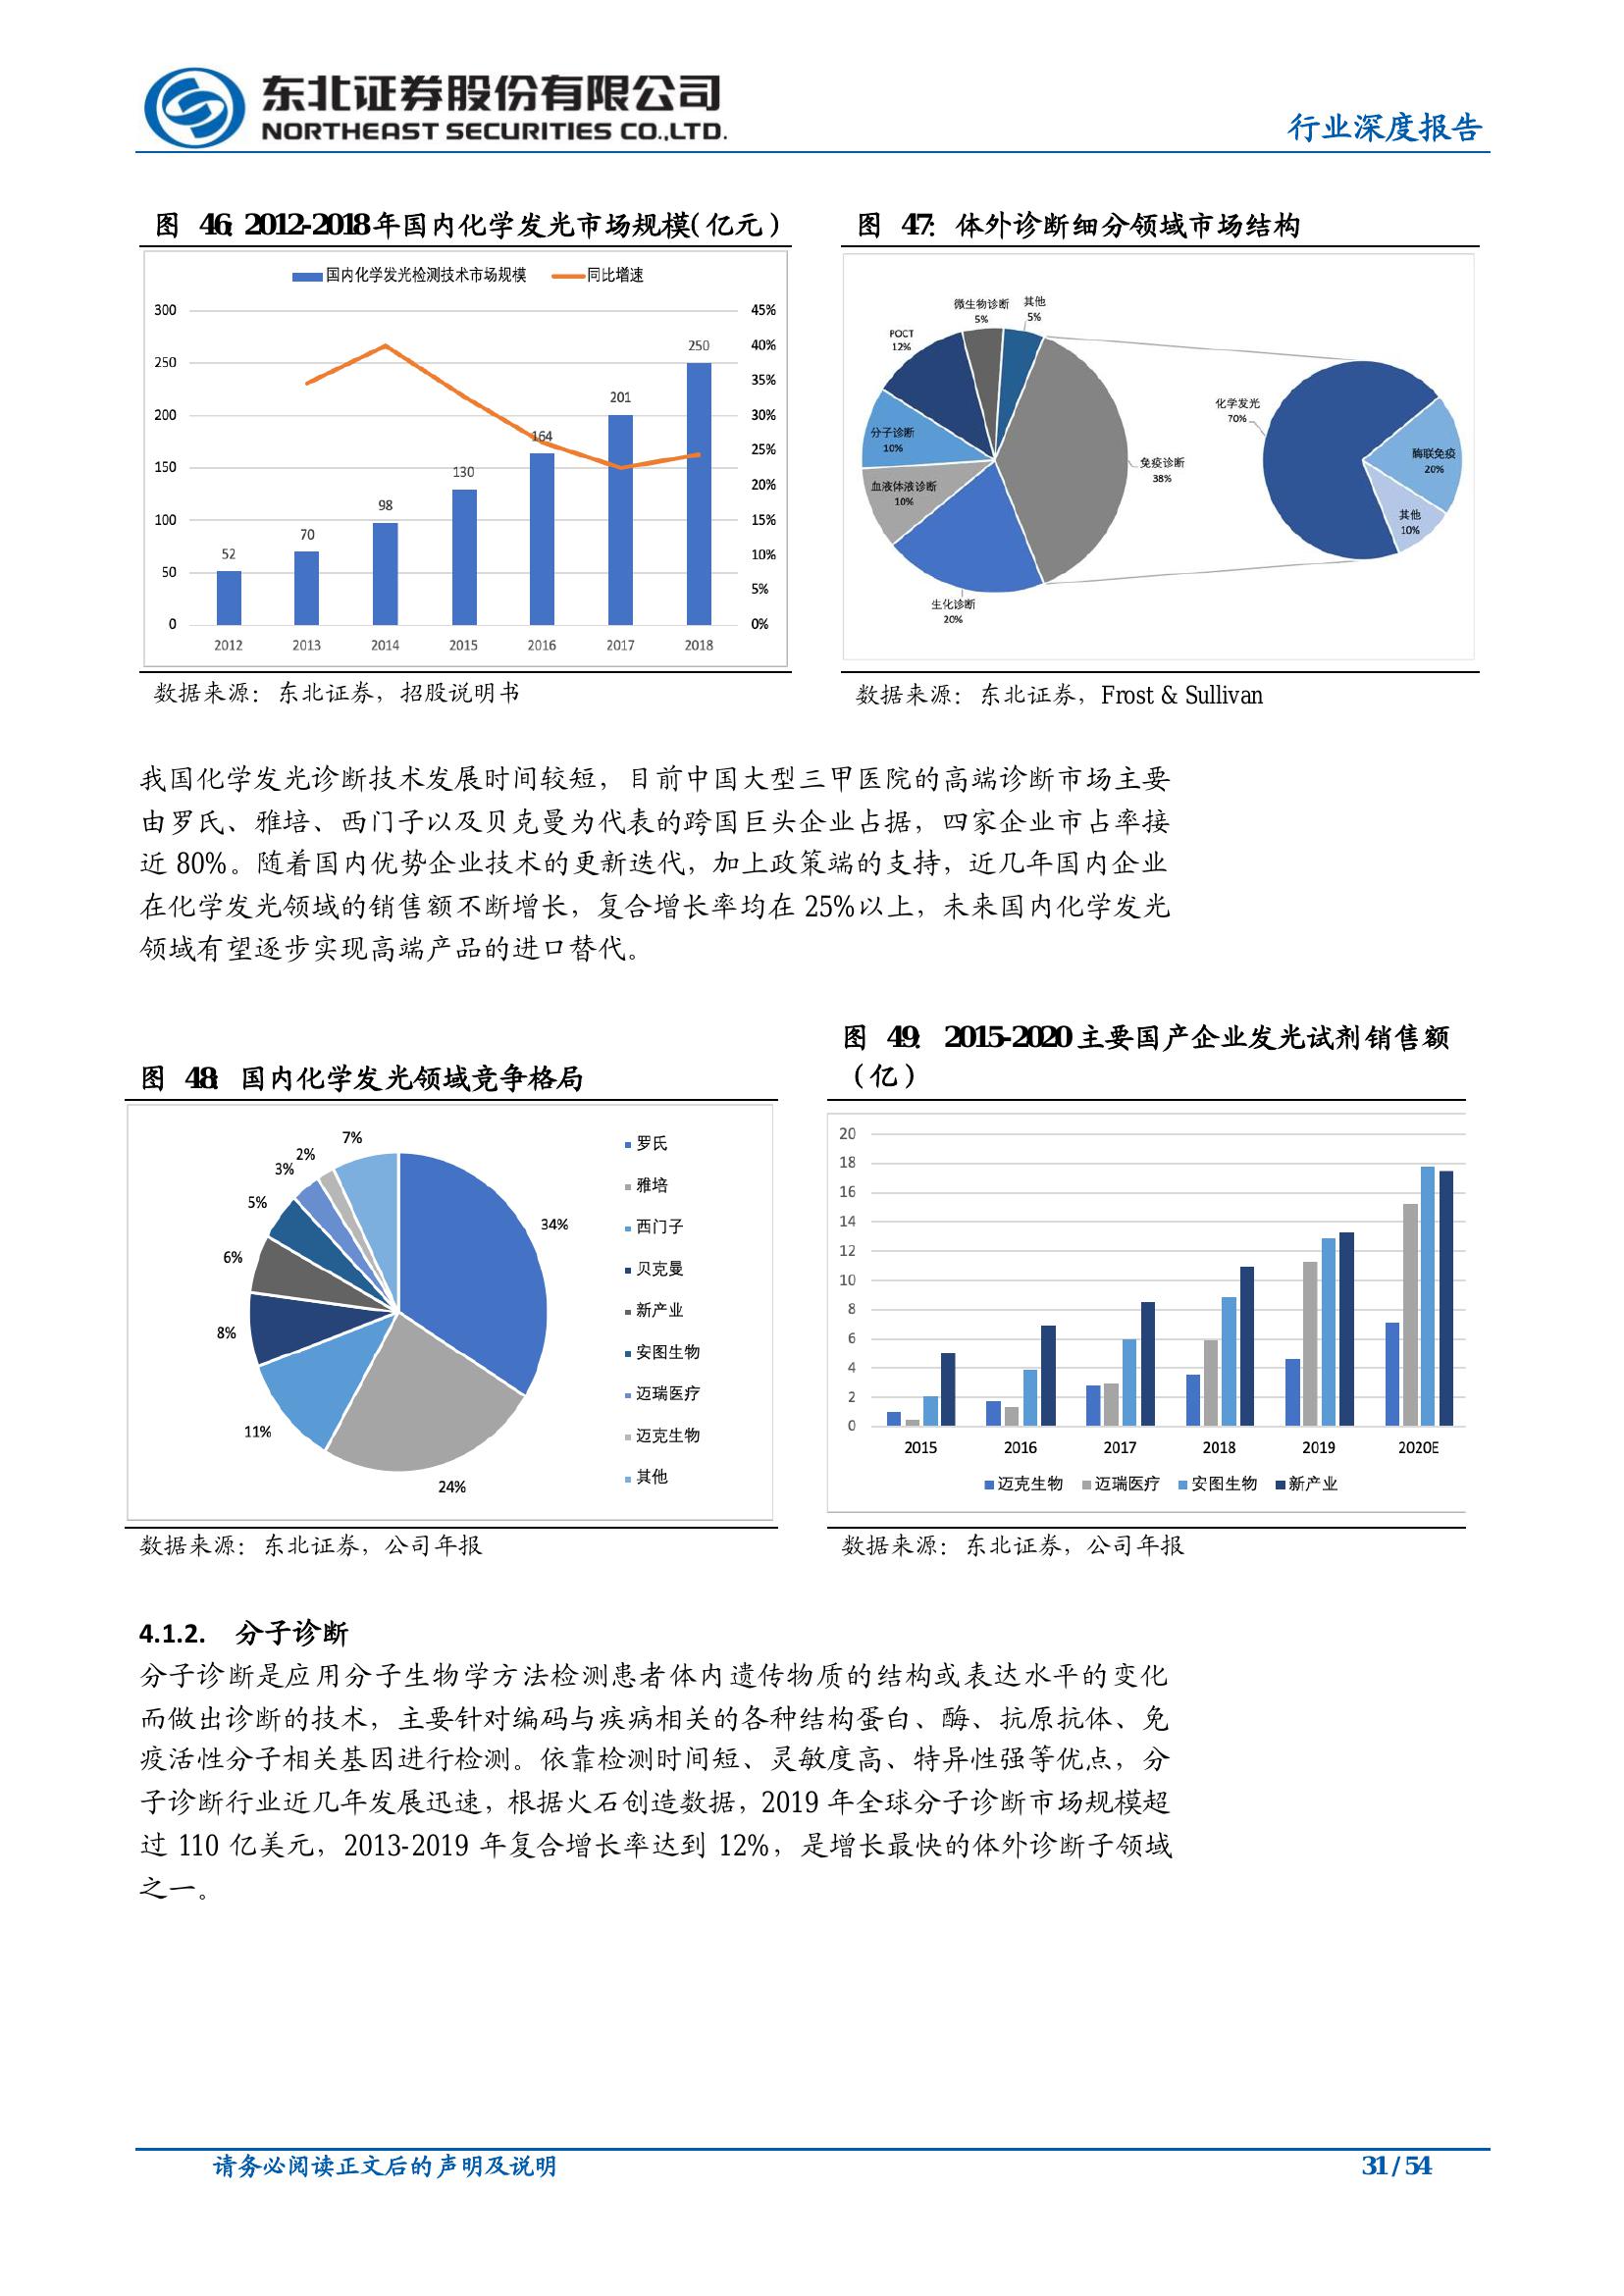 东北证券股份有限公司
NORTHEAST SECURITIES CO.,LTD.
行业深度报告
图 46: 2012-2018年国内化学发光市场规模(亿元)
国内化学发光检测技术市场规模 同比增速
300
250
200
150
100
50
0
45%
40%
35%
30%
25%
20%
15%
10%
5%
0%
52
70
98
130
164
201
250
2012 2013 2014 2015 2016 2017 2018
数据来源：东北证券，招股说明书
图 47: 体外诊断细分领域市场结构
微生物诊断
5%
其他
5%
POCT
12%
分子诊断
10%
血液体液诊断
10%
生化诊断
20%
免疫诊断
38%
化学发光
70%
酶联免疫
20%
其他
10%
数据来源：东北证券，Frost & Sullivan
我国化学发光诊断技术发展时间较短，目前中国大型三甲医院的高端诊断市场主要
由罗氏、雅培、西门子以及贝克曼为代表的跨国巨头企业占据，四家企业市占率接
近 80%。随着国内优势企业技术的更新迭代，加上政策端的支持，近几年国内企业
在化学发光领域的销售额不断增长，复合增长率均在 25%以上，未来国内化学发光
领域有望逐步实现高端产品的进口替代。
图 48: 国内化学发光领域竞争格局
7%
2%
3%
5%
6%
8%
11%
24%
34%
罗氏
雅培
西门子
贝克曼
新产业
安图生物
迈瑞医疗
迈克生物
其他
数据来源：东北证券，公司年报
图 49: 2015-2020 主要国产企业发光试剂销售额
（亿）
20
18
16
14
12
10
8
6
4
2
0
2015 2016 2017 2018 2019 2020E
迈克生物 迈瑞医疗 安图生物 新产业
数据来源：东北证券，公司年报
4.1.2. 分子诊断
分子诊断是应用分子生物学方法检测患者体内遗传物质的结构或表达水平的变化
而做出诊断的技术，主要针对编码与疾病相关的各种结构蛋白、酶、抗原抗体、免
疫活性分子相关基因进行检测。依靠检测时间短、灵敏度高、特异性强等优点，分
子诊断行业近几年发展迅速，根据火石创造数据，2019 年全球分子诊断市场规模超
过 110 亿美元，2013-2019 年复合增长率达到 12%，是增长最快的体外诊断子领域
之一。
请务必阅读正文后的声明及说明
31 / 54